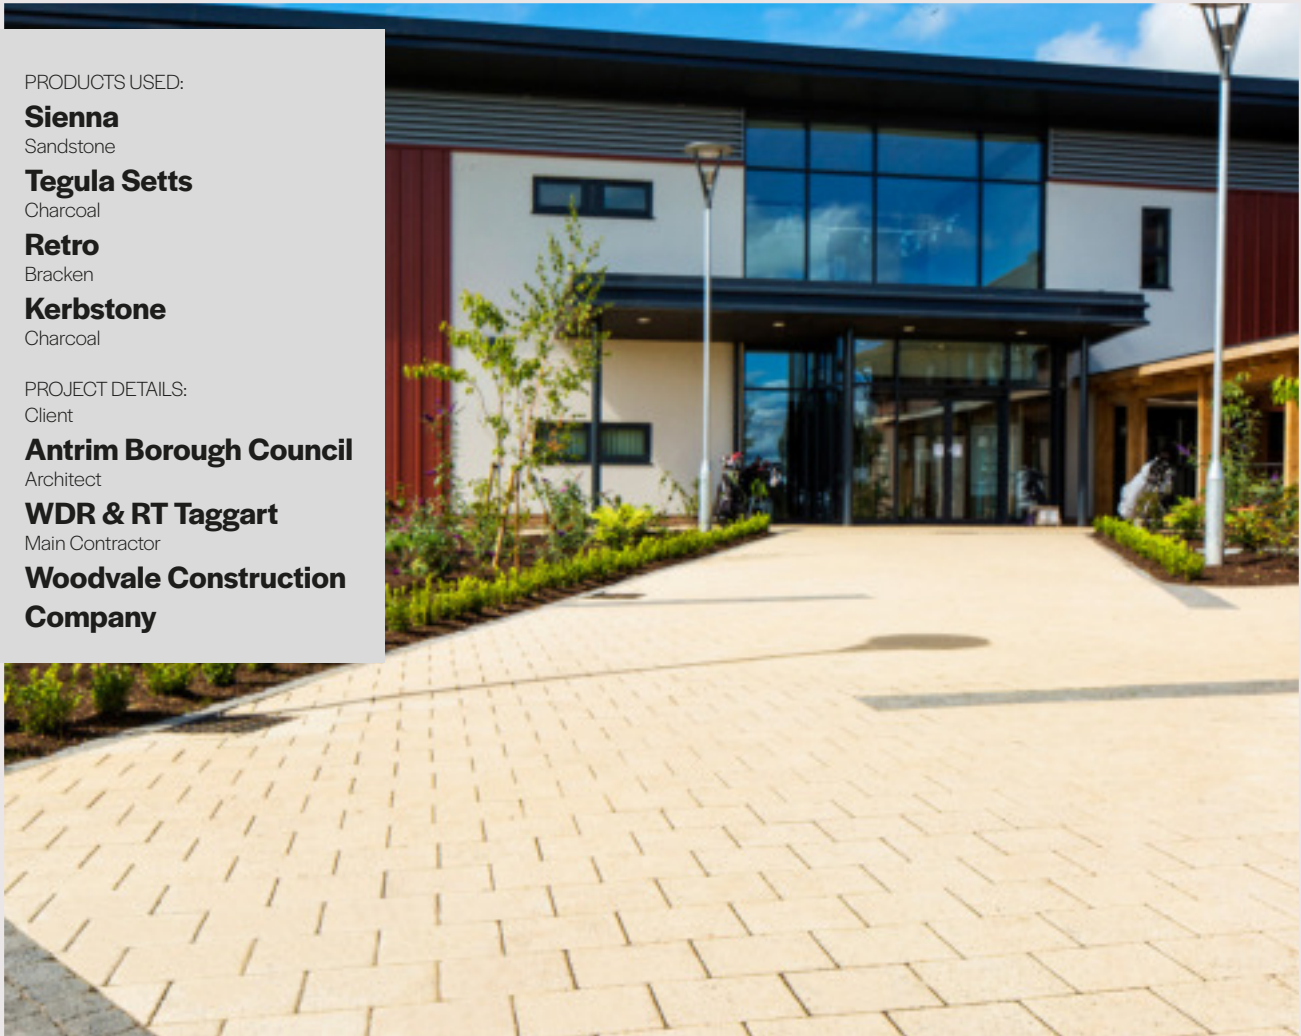 PRODUCTS USED:
Sienna
Sandstone
Tegula Setts
Charcoal
Retro
Bracken
Kerbstone
Charcoal
PROJECT DETAILS:
Client
Antrim Borough Council
Architect
WDR & RT Taggart
Main Contractor
Woodvale Construction
Company